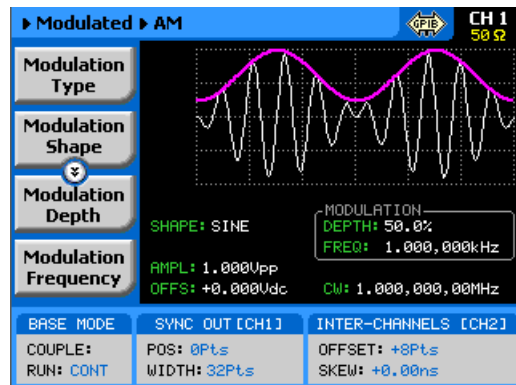 ▶ Modulated ▶ AM
GPIB
CH 1
50 Ω
Modulation
Type
Modulation
Shape
Modulation
Depth
Modulation
Frequency
SHAPE: SINE
AMPL: 1.000Vpp
OFFS: +0.000Vdc
MODULATION
DEPTH: 50.0%
FREQ: 1.000,000kHz
CW: 1.000,000,00MHz
BASE MODE
COUPLE:
RUN: CONT
SYNC OUT [CH1]
POS: 0Pts
WIDTH: 32Pts
INTER-CHANNELS [CH2]
OFFSET: +8Pts
SKEW: +0.00ns